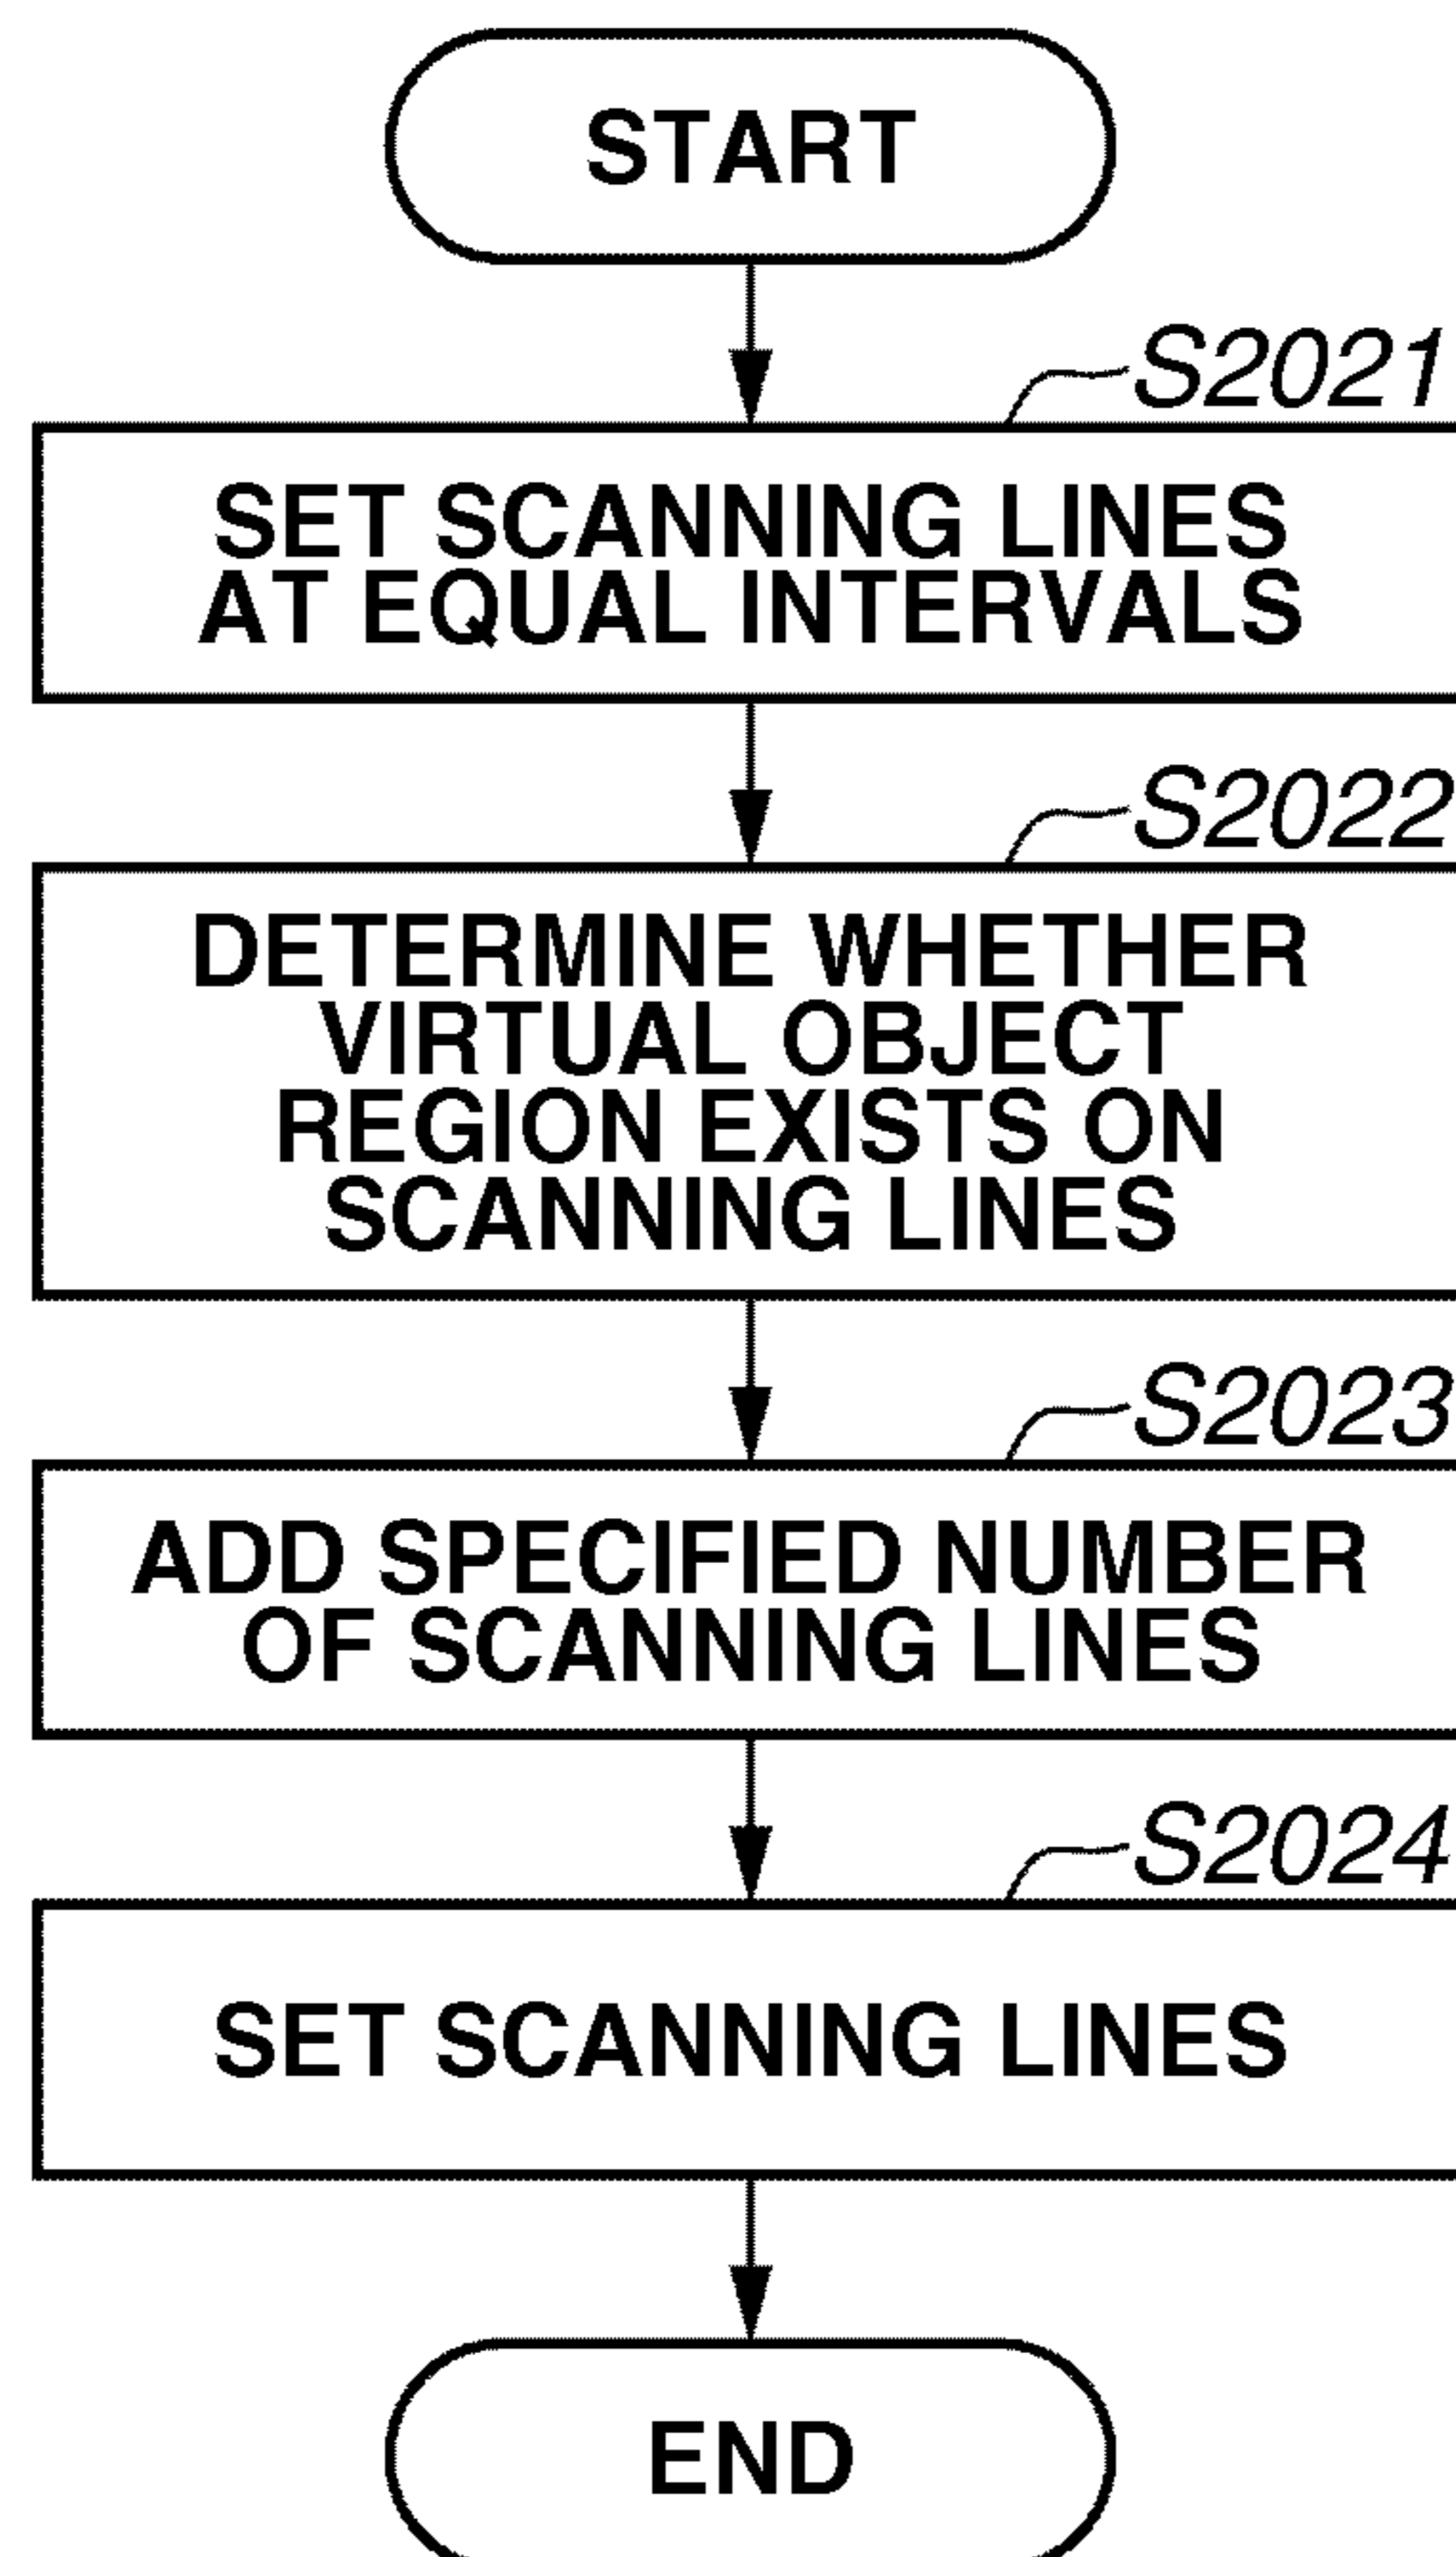 START
S2021
SET SCANNING LINES
AT EQUAL INTERVALS
S2022
DETERMINE WHETHER
VIRTUAL OBJECT
REGION EXISTS ON
SCANNING LINES
S2023
ADD SPECIFIED NUMBER
OF SCANNING LINES
S2024
SET SCANNING LINES
END